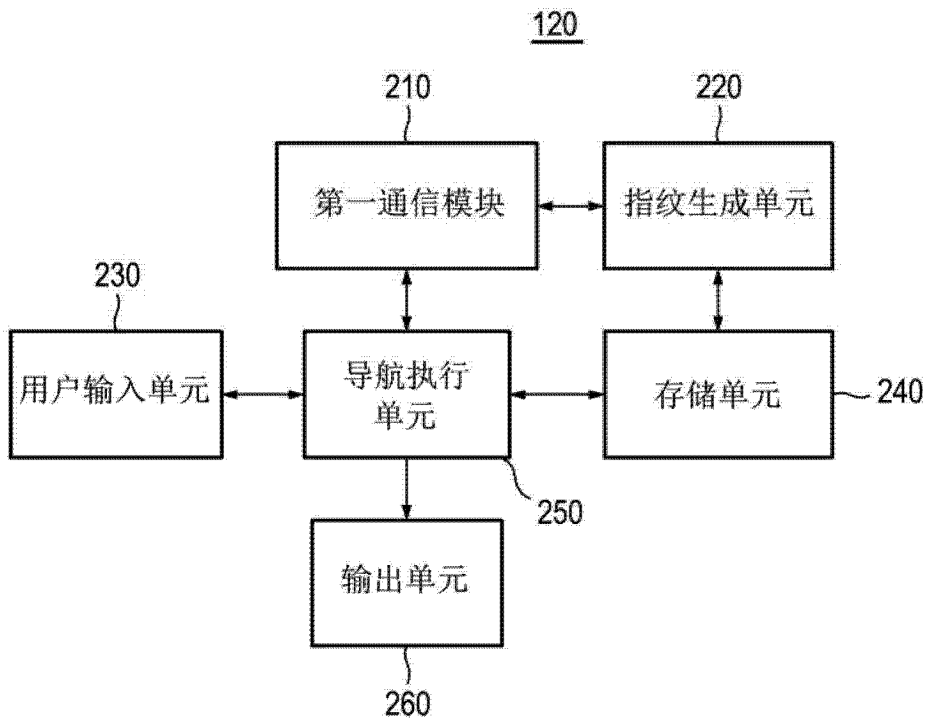 120
210
220
第一通信模块
指纹生成单元
230
用户输入单元
导航执行
单元
存储单元
240
250
输出单元
260